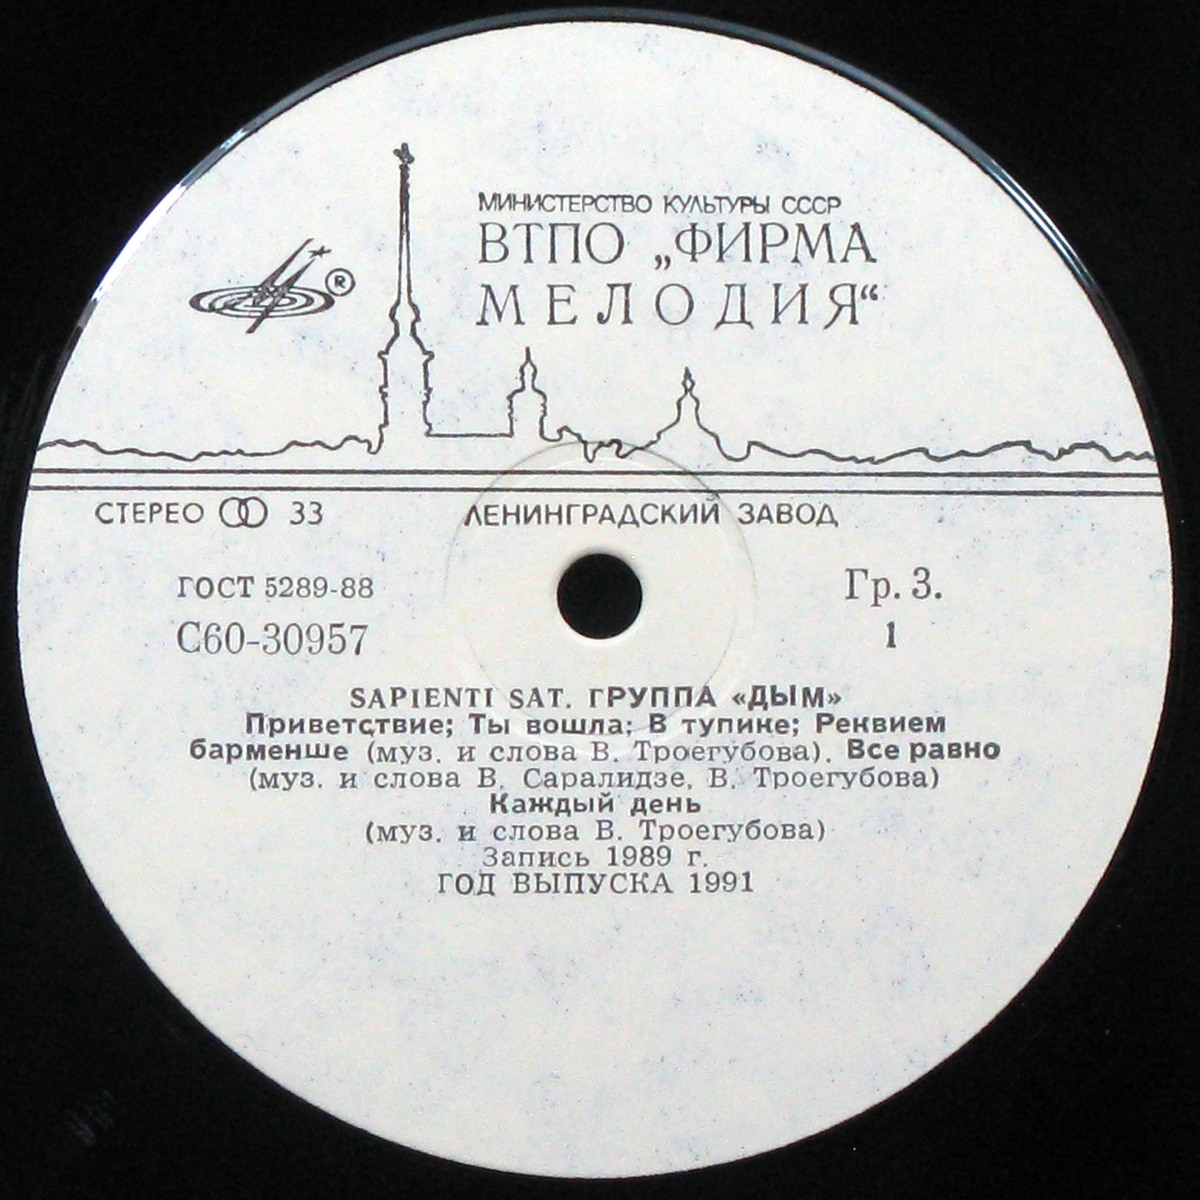 МИНИСТЕРСТВО КУЛЬТУРЫ СССР
ВТПО „ФИРМА
МЕЛОДИЯ“
®
СТЕРЕО 33
ЛЕНИНГРАДСКИЙ ЗАВОД
ГОСТ 5289-88
Гр. 3.
С60-30957
1
SAPIENTI SAT. ГРУППА «ДЫМ»
Приветствие; Ты вошла; В тупике; Реквием
барменше (муз. и слова В. Троегубова). Все равно
(муз. и слова В. Саралидзе, В. Троегубова)
Каждый день
(муз. и слова В. Троегубова)
Запись 1989 г.
ГОД ВЫПУСКА 1991